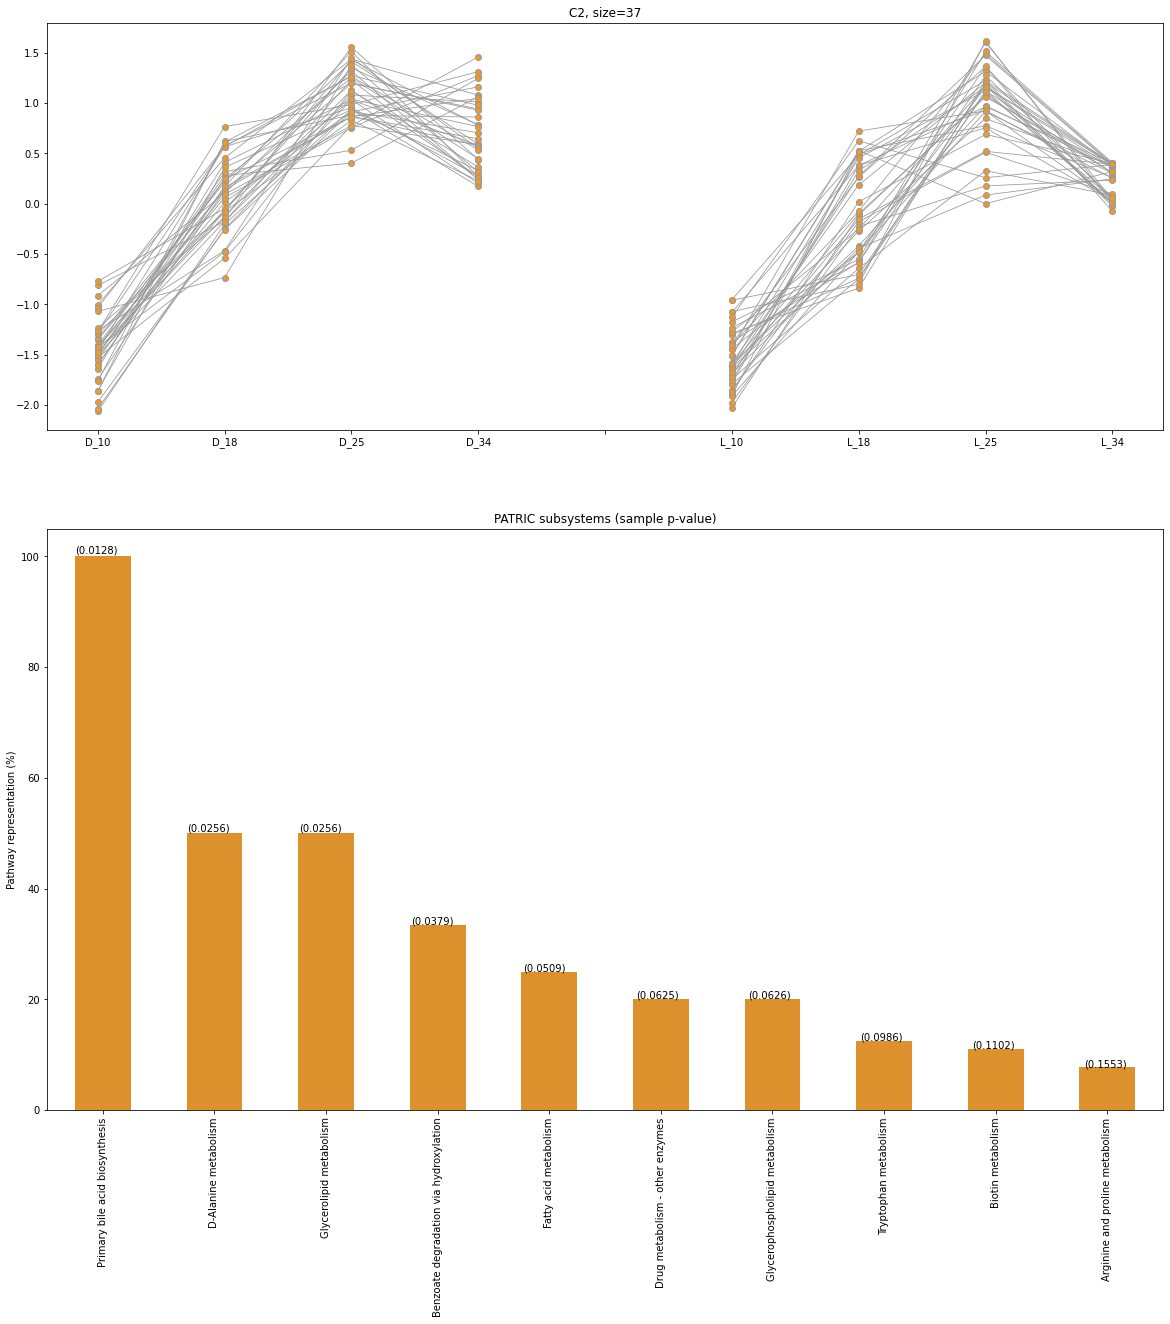 C2, size=37
1.5
1.0
0.5
0.0
−0.5
−1.0
−1.5
−2.0
D_10 D_18 D_25 D_34 L_10 L_18 L_25 L_34
PATRIC subsystems (sample p-value)
Pathway representation (%)
100
80
60
40
20
0
(0.0128)
(0.0256)
(0.0256)
(0.0379)
(0.0509)
(0.0625)
(0.0626)
(0.0986)
(0.1102)
(0.1553)
Primary bile acid biosynthesis
D-Alanine metabolism
Glycerolipid metabolism
Benzoate degradation via hydroxylation
Fatty acid metabolism
Drug metabolism - other enzymes
Glycerophospholipid metabolism
Tryptophan metabolism
Biotin metabolism
Arginine and proline metabolism